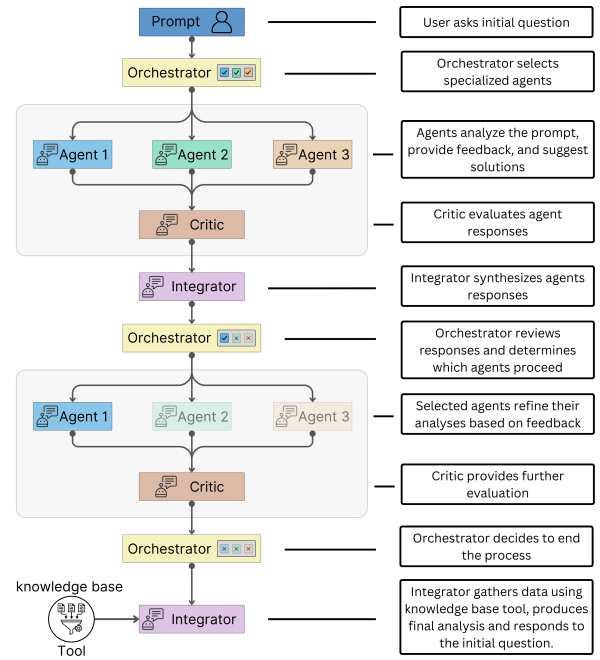 Prompt
User asks initial question
Orchestrator
Orchestrator selects
specialized agents
Agent 1
Agent 2
Agent 3
Agents analyze the prompt,
provide feedback, and suggest
solutions
Critic
Critic evaluates agent
responses
Integrator
Integrator synthesizes agents
responses
Orchestrator
Orchestrator reviews
responses and determines
which agents proceed
Agent 1
Agent 2
Agent 3
Selected agents refine their
analyses based on feedback
Critic
Critic provides further
evaluation
Orchestrator
Orchestrator decides to end
the process
knowledge base
Tool
Integrator
Integrator gathers data using
knowledge base tool, produces
final analysis and responds to
the initial question.